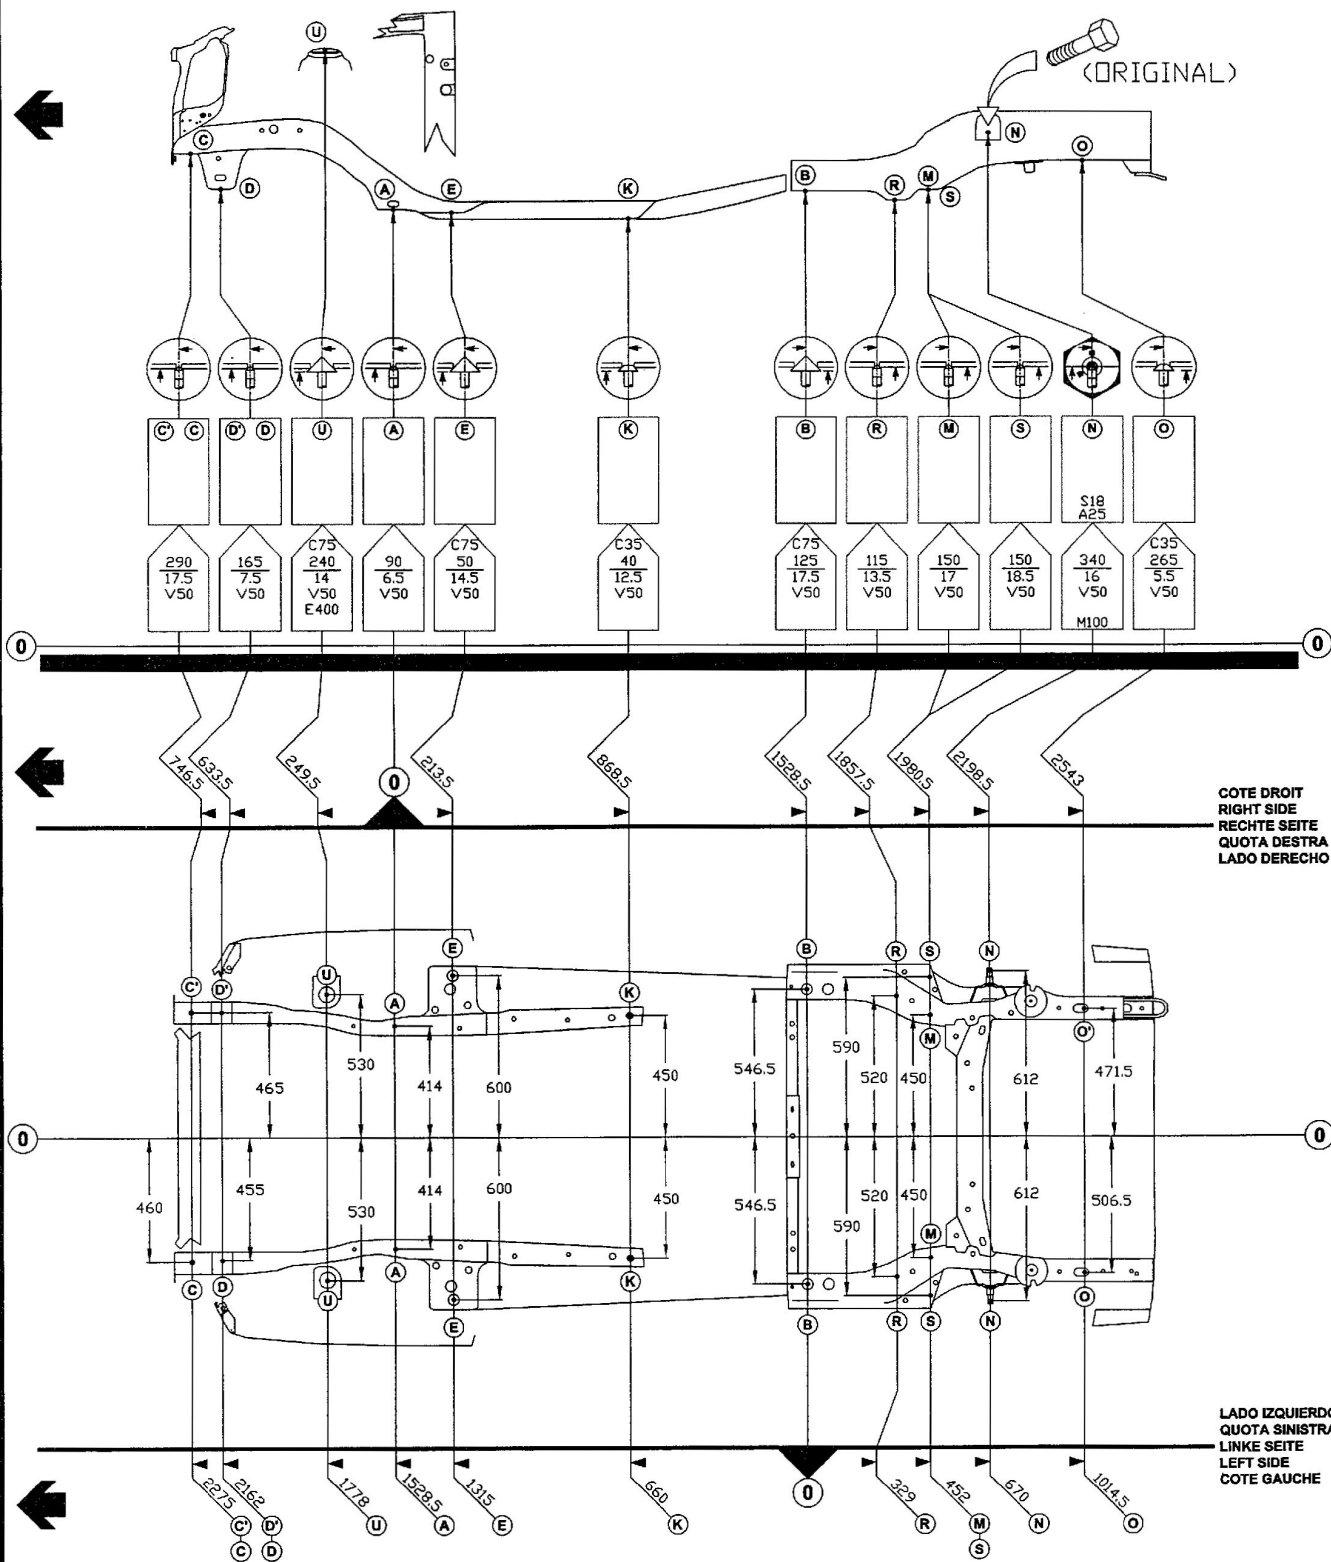 U
(ORIGINAL)
C
D
A
E
K
B
R
M
S
N
O
C' C
D' D
U
A
E
K
B
R
M
S
N
O
S18
A25
290
17.5
V50
165
7.5
V50
C75
240
14
V50
E400
90
6.5
V50
C75
50
14.5
V50
C35
40
12.5
V50
C75
125
17.5
V50
115
13.5
V50
150
17
V50
150
18.5
V50
340
16
V50
M100
C35
265
5.5
V50
0
0
746.5
633.5
249.5
0
213.5
868.5
1528.5
1857.5
1980.5
2198.5
2543
COTE DROIT
RIGHT SIDE
RECHTE SEITE
QUOTA DESTRA
LADO DERECHO
C'
D'
U
A
E
K
B
R
S
N
M
O'
465
530
414
600
450
546.5
590
520
450
612
471.5
0
0
460
455
530
414
600
450
546.5
590
520
450
612
506.5
M
C
D
U
A
E
K
B
R
S
N
O
LADO IZQUIERDO
QUOTA SINISTRA
LINKE SEITE
LEFT SIDE
COTE GAUCHE
2275
2162
1778
1528.5
1315
660
0
329
452
670
1014.5
C'
C
D'
D
U
A
E
K
R
M
S
N
O